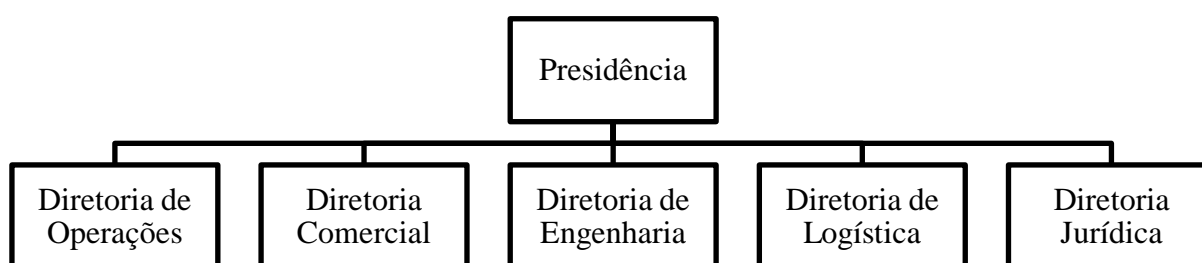 Presidência
Diretoria de
Operações
Diretoria
Comercial
Diretoria de
Engenharia
Diretoria de
Logística
Diretoria
Jurídica